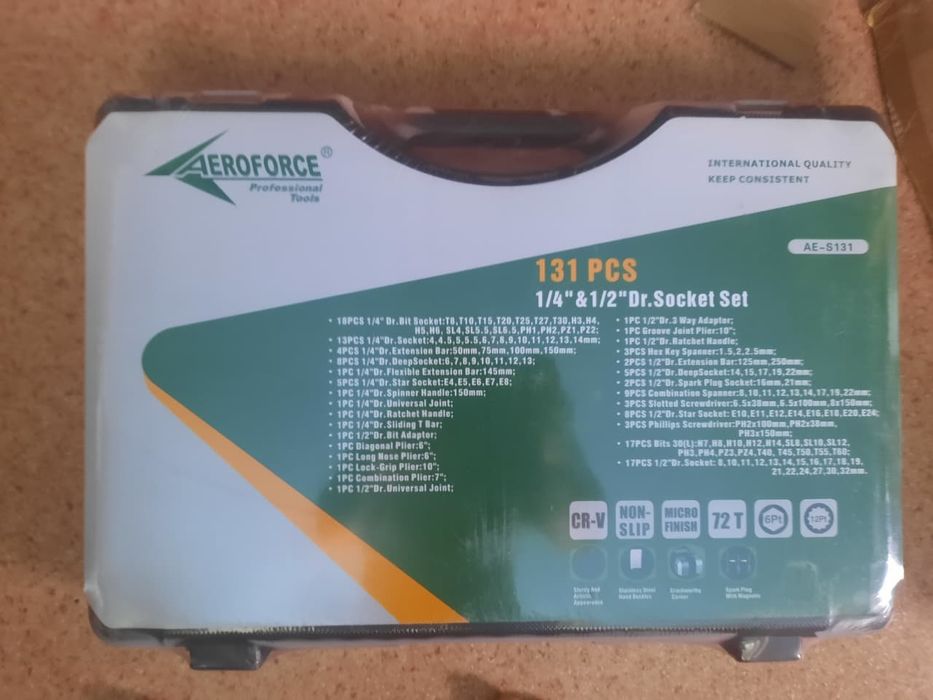 AEROFORCE®
Professional
Tools
INTERNATIONAL QUALITY
KEEP CONSISTENT
AE-S131
131 PCS
1/4"&1/2"Dr.Socket Set
• 18PCS 1/4" Dr.Bit Socket:T8,T10,T15,T20,T25,T27,T30,H3,H4,
H5,H6, SL4,SL5.5,SL6.5,PH1,PH2,PZ1,PZ2;
• 13PCS 1/4"Dr.Socket:4,4.5,5,5.5,6,7,8,9,10,11,12,13,14mm;
• 4PCS 1/4"Dr.Extension Bar:50mm,75mm,100mm,150mm;
• 8PCS 1/4"Dr.DeepSocket:6,7,8,9,10,11,12,13;
• 1PC 1/4"Dr.Flexible Extension Bar:145mm;
• 5PCS 1/4"Dr.Star Socket:E4,E5,E6,E7,E8;
• 1PC 1/4"Dr.Spinner Handle:150mm;
• 1PC 1/4"Dr.Universal Joint;
• 1PC 1/4"Dr.Ratchet Handle;
• 1PC 1/4"Dr.Sliding T Bar;
• 1PC 1/2"Dr.Bit Adaptor;
• 1PC Diagonal Plier:6";
• 1PC Long Nose Plier:6";
• 1PC Lock-Grip Plier:10";
• 1PC Combination Plier:7";
• 1PC 1/2"Dr.Universal Joint;
• 1PC 1/2"Dr.3 Way Adaptor;
• 1PC Groove Joint Plier:10";
• 1PC 1/2"Dr.Ratchet Handle;
• 3PCS Hex Key Spanner:1.5,2,2.5mm;
• 2PCS 1/2"Dr.Extension Bar:125mm,250mm;
• 5PCS 1/2"Dr.DeepSocket:14,15,17,19,22mm;
• 2PCS 1/2"Dr.Spark Plug Socket:16mm,21mm;
• 9PCS Combination Spanner:8,10,11,12,13,14,17,19,22mm;
• 3PCS Slotted Screwdriver:6.5x38mm,6.5x100mm,8x150mm;
• 8PCS 1/2"Dr.Star Socket: E10,E11,E12,E14,E16,E18,E20,E24;
• 3PCS Phillips Screwdriver:PH2x100mm,PH2x38mm,
PH3x150mm;
• 17PCS Bits 30(L):H7,H8,H10,H12,H14,SL8,SL10,SL12,
PH3,PH4,PZ3,PZ4,T40, T45,T50,T55,T60;
• 17PCS 1/2"Dr.Socket: 8,10,11,12,13,14,15,16,17,18,19,
21,22,24,27,30,32mm.
CR-V
NON-
SLIP
MICRO
FINISH
72 T
6Pt
12Pt
Sturdy And
Artistic
Appearance
Stainless Steel
Hand Buckles
Crashworthy
Corner
Spark Plug
With Magnetic